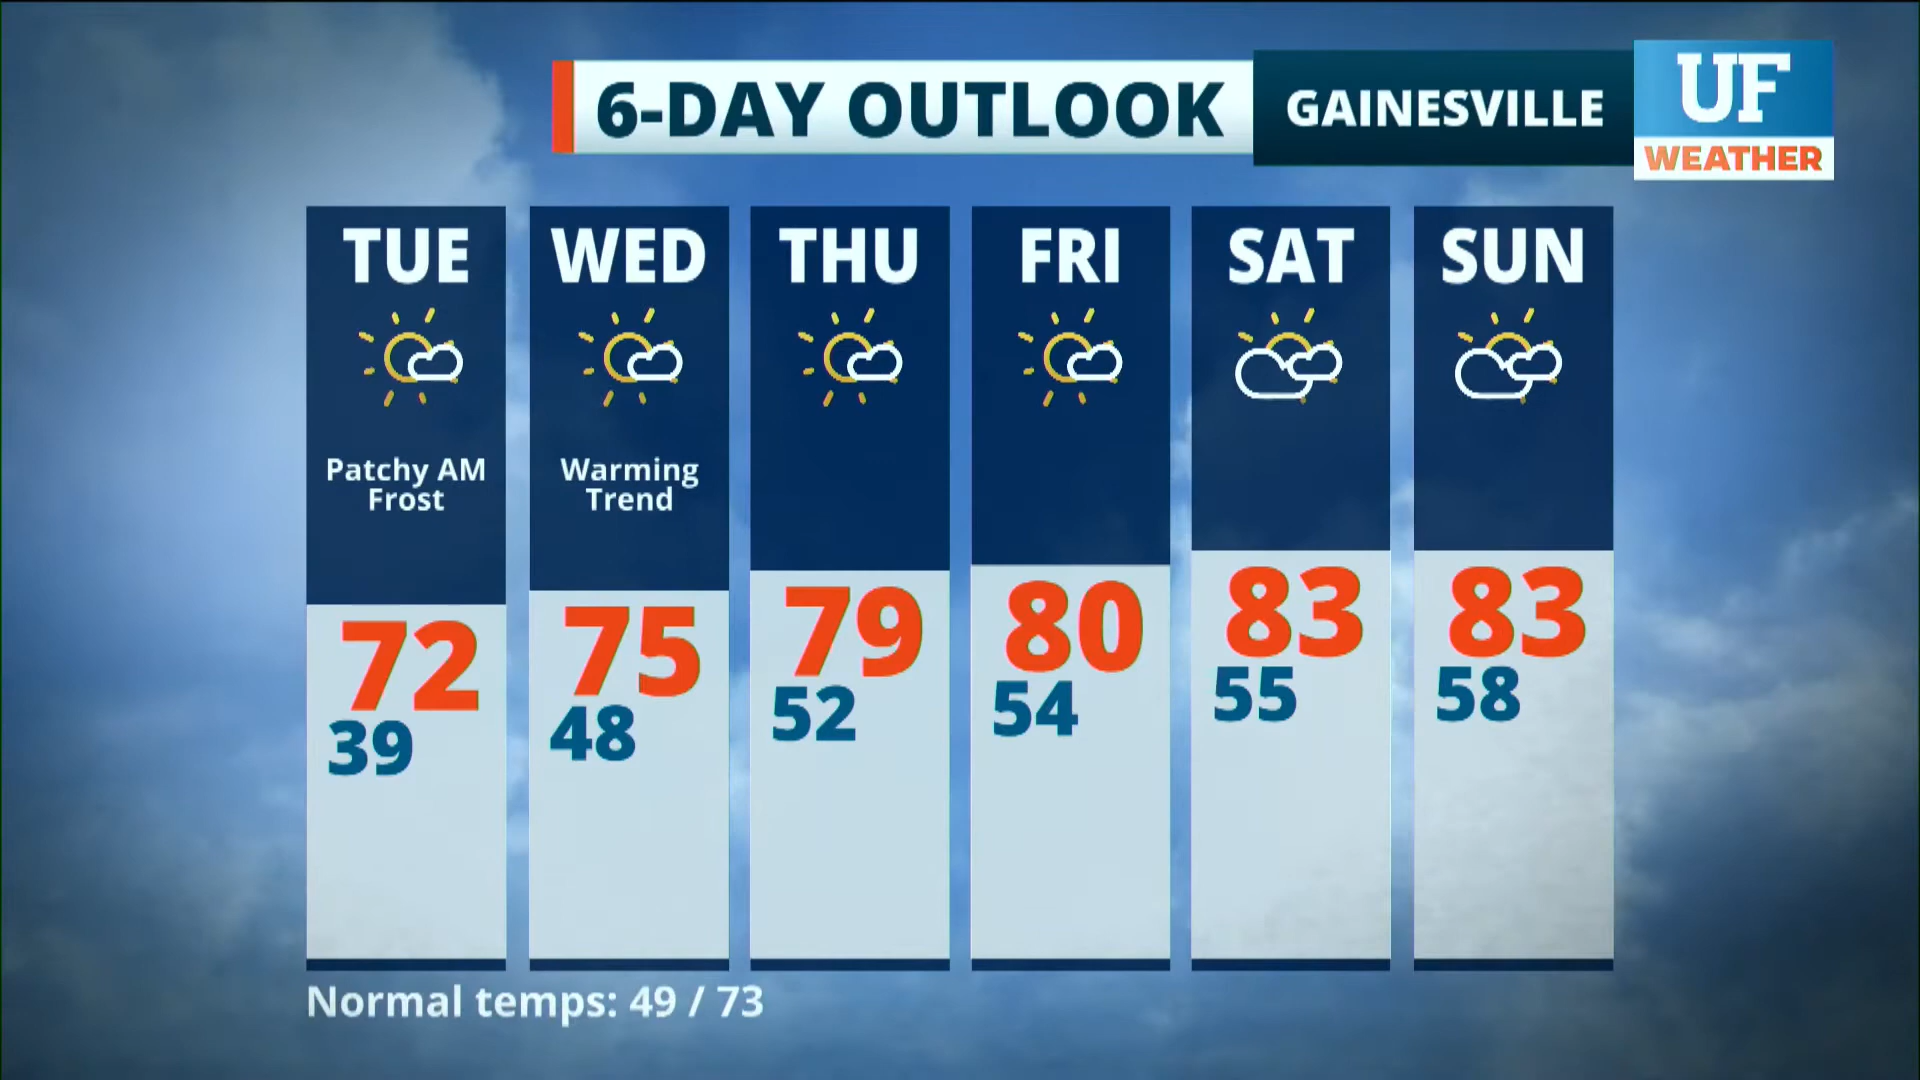 6-DAY OUTLOOK
GAINESVILLE
UF
WEATHER
TUE
Patchy AM
Frost
72
39
WED
Warming
Trend
75
48
THU
79
52
FRI
80
54
SAT
83
55
SUN
83
58
Normal temps: 49 / 73